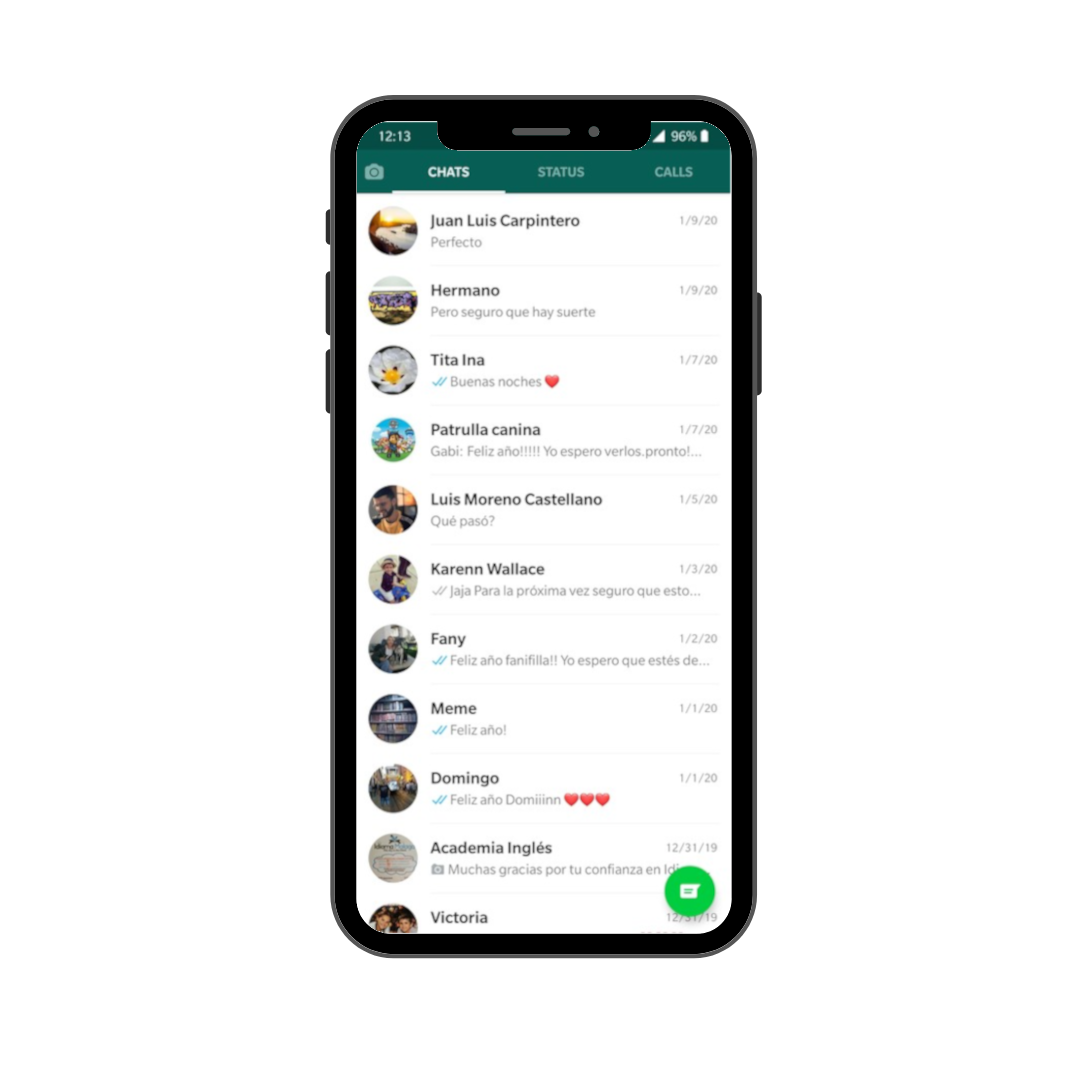 12:13
96%
CHATS STATUS CALLS
Juan Luis Carpintero 1/9/20
Perfecto
Hermano 1/9/20
Pero seguro que hay suerte
Tita Ina 1/7/20
Buenas noches ❤️
Patrulla canina 1/7/20
Gabi: Feliz año!!!!! Yo espero verlos.pronto!...
Luis Moreno Castellano 1/5/20
Qué pasó?
Karenn Wallace 1/3/20
Jaja Para la próxima vez seguro que esto...
Fany 1/2/20
Feliz año fanifilla!! Yo espero que estés de...
Meme 1/1/20
Feliz año!
Domingo 1/1/20
Feliz año Domiiinn ❤️❤️❤️
Academia Inglés 12/31/19
Muchas gracias por tu confianza en
Victoria 12/31/19